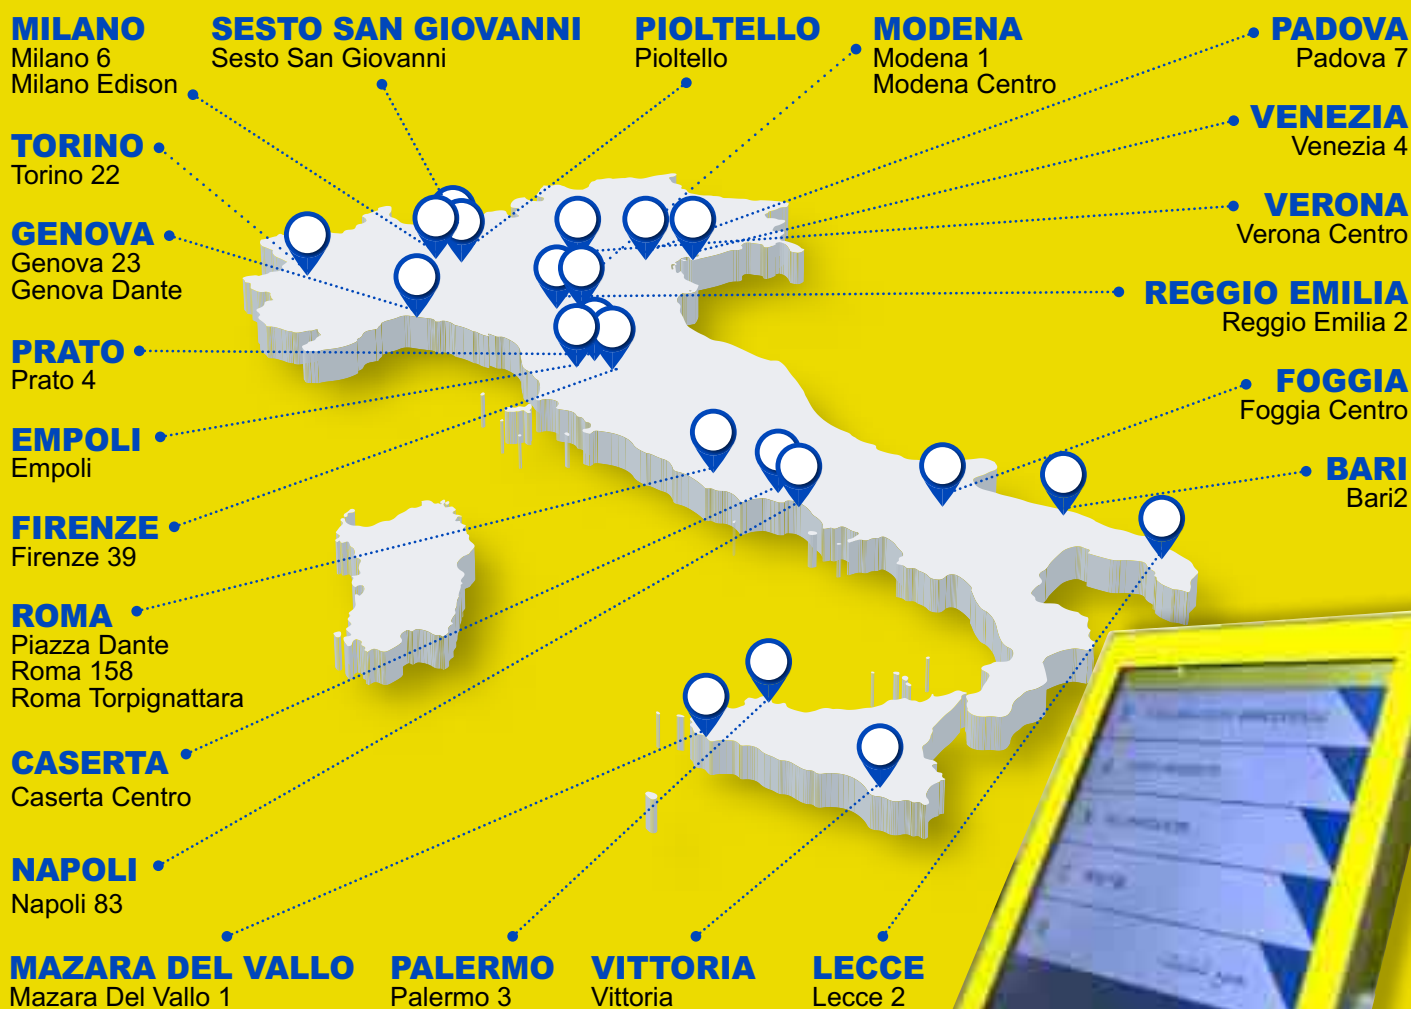 MILANO
Milano 6
Milano Edison
SESTO SAN GIOVANNI
Sesto San Giovanni
PIOLTELLO
Pioltello
MODENA
Modena 1
Modena Centro
PADOVA
Padova 7
VENEZIA
Venezia 4
VERONA
Verona Centro
REGGIO EMILIA
Reggio Emilia 2
FOGGIA
Foggia Centro
BARI
Bari2
TORINO
Torino 22
GENOVA
Genova 23
Genova Dante
PRATO
Prato 4
EMPOLI
Empoli
FIRENZE
Firenze 39
ROMA
Piazza Dante
Roma 158
Roma Torpignattara
CASERTA
Caserta Centro
NAPOLI
Napoli 83
MAZARA DEL VALLO
Mazara Del Vallo 1
PALERMO
Palermo 3
VITTORIA
Vittoria
LECCE
Lecce 2